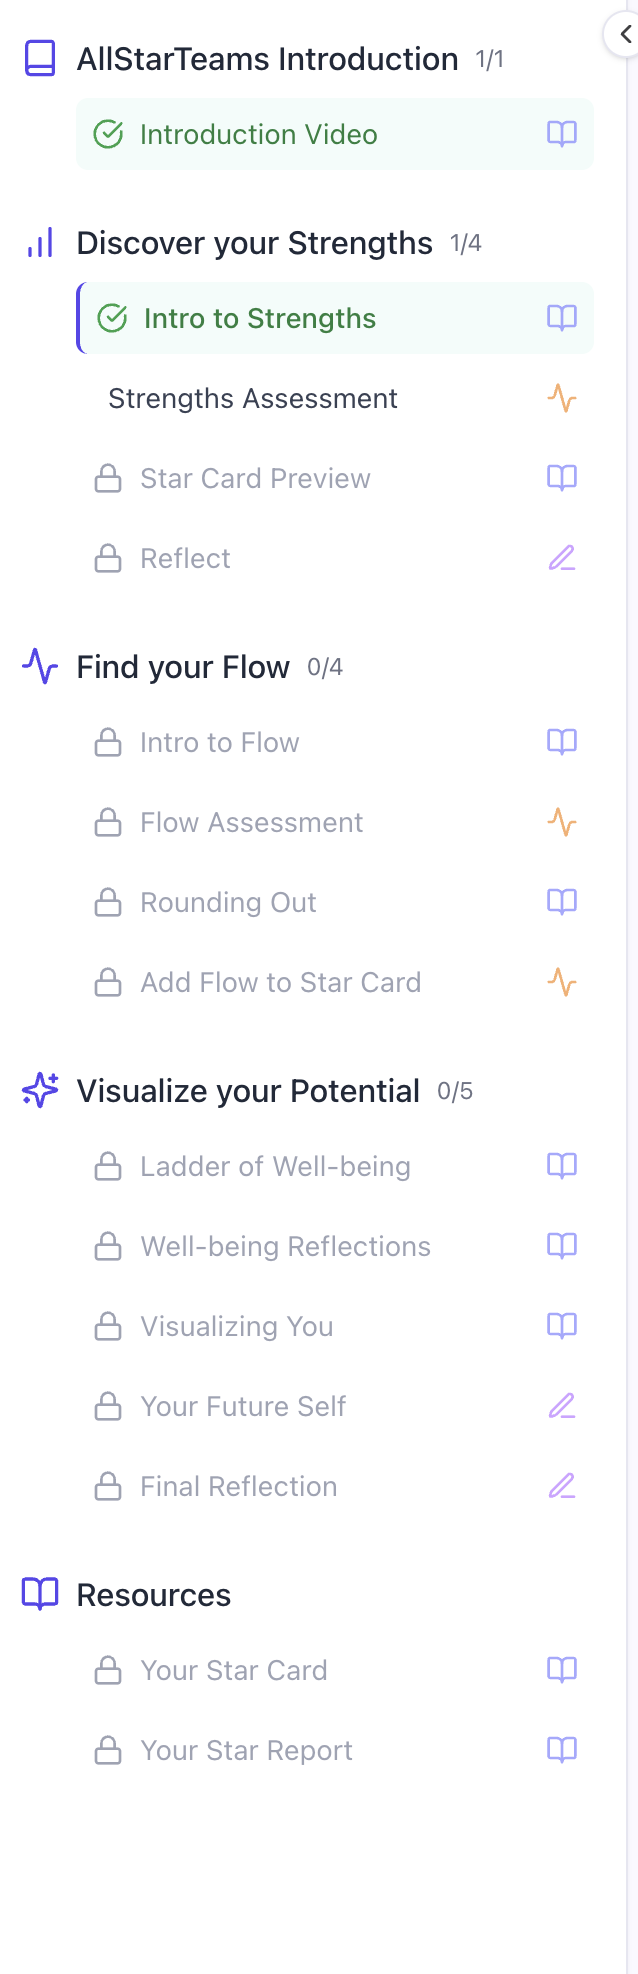 AllStarTeams Introduction 1/1
Introduction Video
Discover your Strengths 1/4
Intro to Strengths
Strengths Assessment
Star Card Preview
Reflect
Find your Flow 0/4
Intro to Flow
Flow Assessment
Rounding Out
Add Flow to Star Card
Visualize your Potential 0/5
Ladder of Well-being
Well-being Reflections
Visualizing You
Your Future Self
Final Reflection
Resources
Your Star Card
Your Star Report